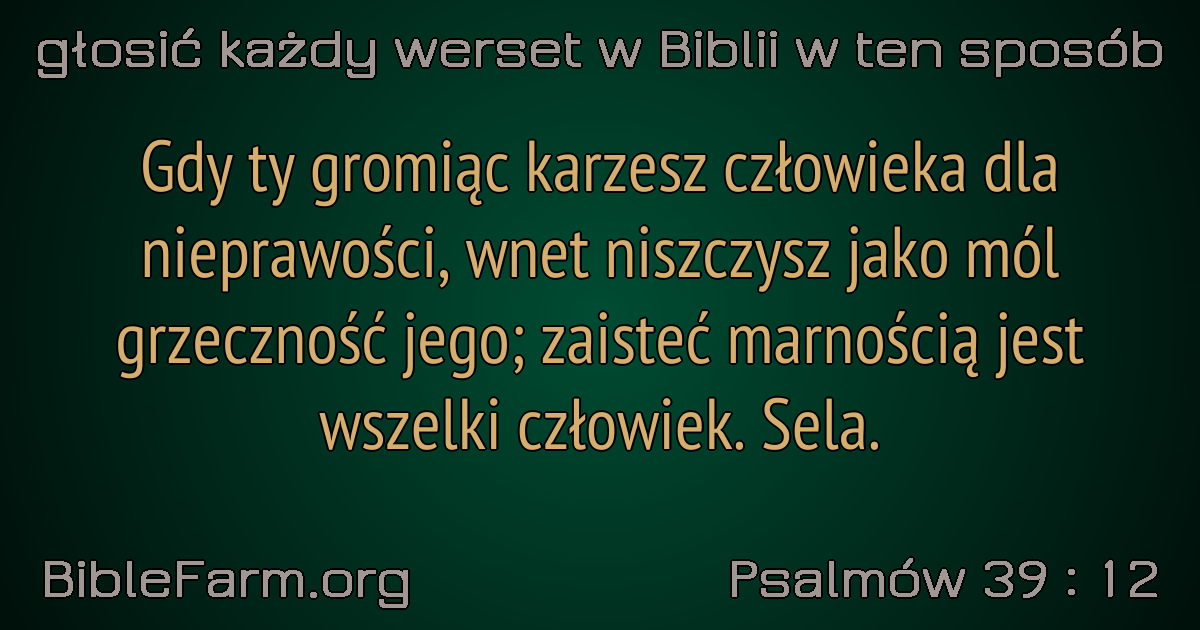 głosić każdy werset w Biblii w ten sposób
Gdy ty gromiąc karzesz człowieka dla
nieprawości, wnet niszczysz jako mól
grzeczność jego; zaisteć marnością jest
wszelki człowiek. Sela.
BibleFarm.org
Psalmów 39 : 12